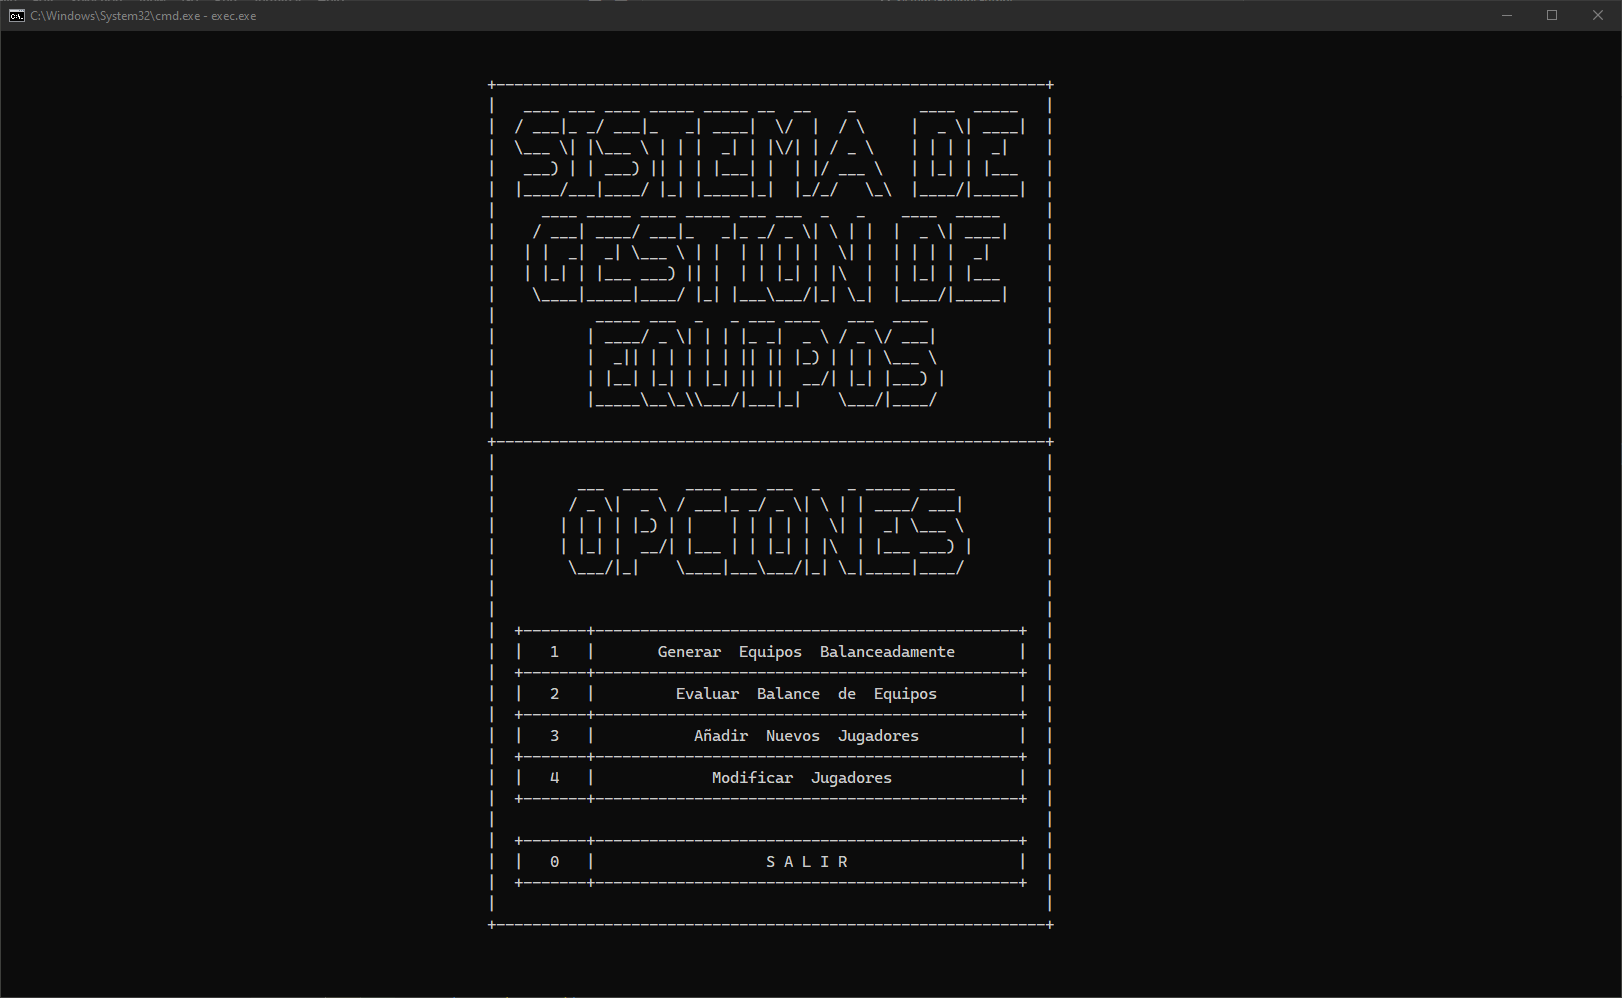 C:\Windows\System32\cmd.exe - exec.exe
SISTEMA DE
GESTION DE
EQUIPOS
OPCIONES
1 Generar Equipos Balanceadamente
2 Evaluar Balance de Equipos
3 Añadir Nuevos Jugadores
4 Modificar Jugadores
0 S A L I R